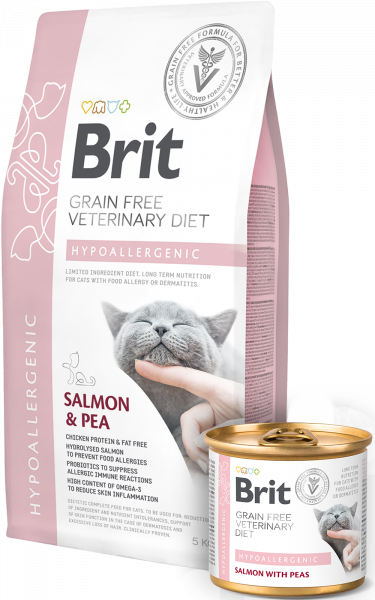 GRAIN FREE FORMULA FOR BETTER & HEALTHY LIFE
VETERINARY APPROVED FORMULA
Brit
GRAIN FREE
VETERINARY DIET
HYPOALLERGENIC
LIMITED INGREDIENT DIET. LONG TERM NUTRITION
FOR CATS WITH FOOD ALLERGY OR DERMATITIS.
HYPOALLERGENIC
SALMON
& PEA
CHICKEN PROTEIN & FAT FREE
HYDROLYSED SALMON
TO PREVENT FOOD ALLERGIES
PROBIOTICS TO SUPPRESS
ALLERGIC IMMUNE REACTIONS
HIGH CONTENT OF OMEGA-3
TO REDUCE SKIN INFLAMMATION
DIETETIC COMPLETE FEED FOR CATS. TO BE USED FOR: REDUCTION
OF INGREDIENT AND NUTRIENT INTOLERANCES, SUPPORT
OF SKIN FUNCTION IN THE CASE OF DERMATOSIS AND
EXCESSIVE LOSS OF HAIR. CLINICALLY PROVEN.
5 K
Brit
GRAIN FREE
VETERINARY
DIET
HYPOALLERGENIC
SALMON WITH PEAS
LONG TERM
NUTRITION
FOR CATS WITH
FOOD ALLERGY
OR DERMATITIS.